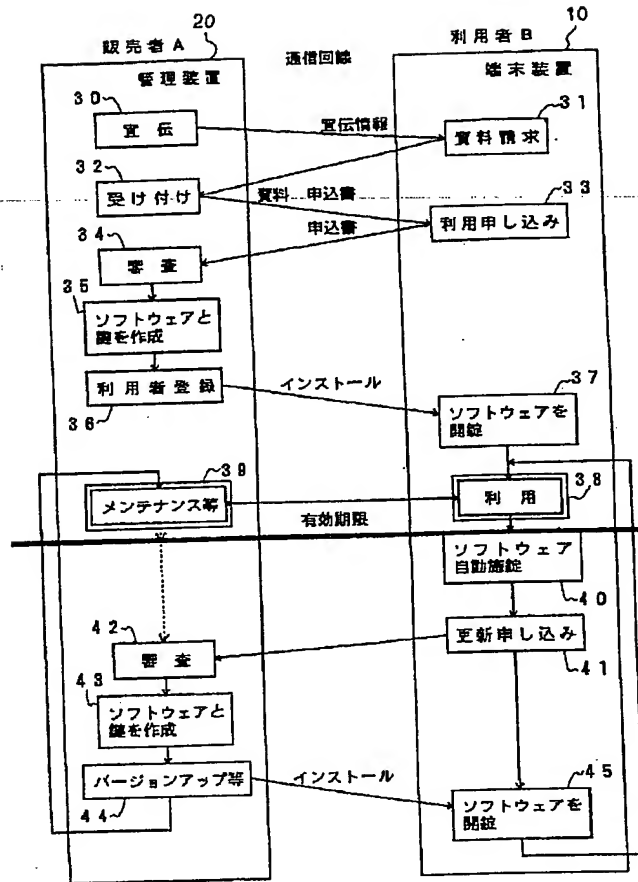 販売者A
20
通信回線
利用者B
10
管理装置
端末装置
30
宣伝
宣伝情報
31
資料請求
32
受け付け
資料 申込書
33
利用申し込み
34
申込書
審査
35
ソフトウェアと
鍵を作成
利用者登録
36
インストール
37
ソフトウェアを
開錠
39
メンテナンス等
38
利用
有効期限
ソフトウェア
自動施錠
40
42
審査
更新申し込み
41
43
ソフトウェアと
鍵を作成
バージョンアップ等
44
インストール
45
ソフトウェアを
開錠